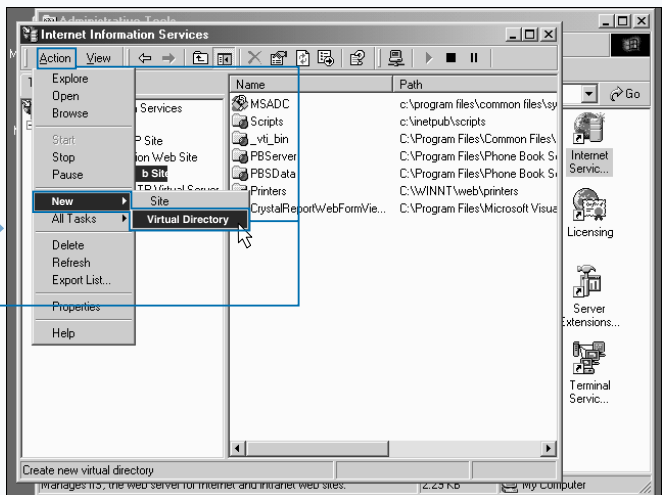 Administrative Tools
Internet Information Services
Action View
Explore
Open
Browse
Start
Stop
Pause
New
All Tasks
Delete
Refresh
Export List...
Properties
Help
Site
Virtual Directory
Services
Site
Web Site
b Site
Virtual Server
Name Path
MSADC c:\program files\common files\sy
Scripts c:\inetpub\scripts
_vti_bin C:\Program Files\Common Files\
PBServer C:\Program Files\Phone Book S
PBSData C:\Program Files\Phone Book S
Printers C:\WINNT\web\printers
CrystalReportWebFormVie... C:\Program Files\Microsoft Visua
Go
Internet
Servic...
Licensing
Server
Extensions...
Terminal
Servic...
Create new virtual directory
Manages IIS, the web server for Internet and intranet web sites. 2.29 KB My Computer